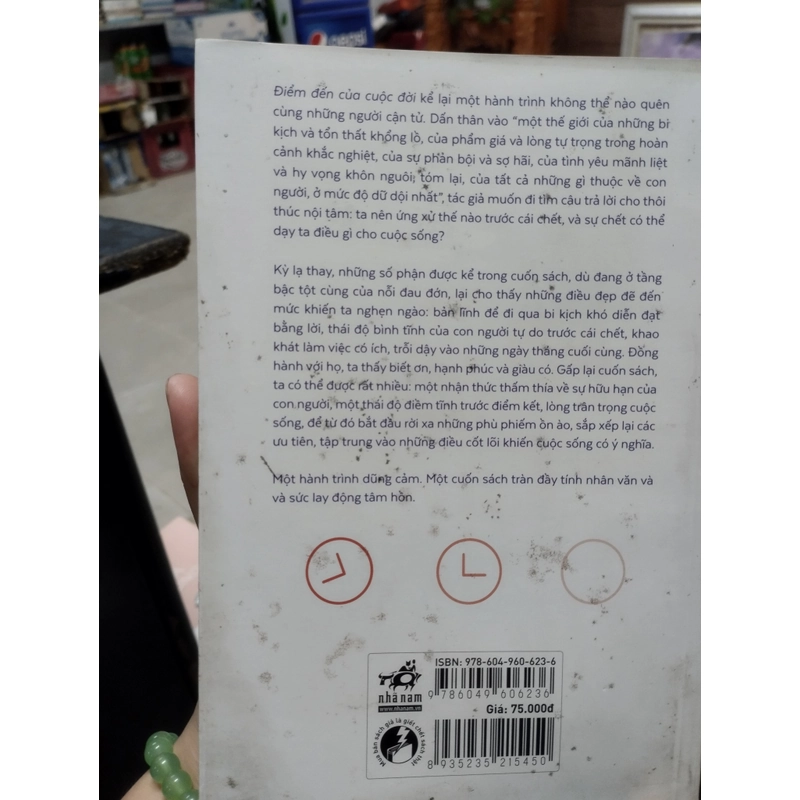 Điểm đến của cuộc đời kể lại một hành trình không thể nào quên
cùng những người cận tử. Dấn thân vào "một thế giới của những bi
kịch và tổn thất khổng lồ, của phẩm giá và lòng tự trọng trong hoàn
cảnh khắc nghiệt, của sự phản bội và sợ hãi, của tình yêu mãnh liệt
và hy vọng khôn nguôi; tóm lại, của tất cả những gì thuộc về con
người, ở mức độ dữ dội nhất", tác giả muốn đi tìm câu trả lời cho thôi
thúc nội tâm: ta nên ứng xử thế nào trước cái chết, và sự chết có thể
dạy ta điều gì cho cuộc sống?
Kỳ lạ thay, những số phận được kể trong cuốn sách, dù đang ở tầng
bậc tột cùng của nỗi đau đớn, lại cho thấy những điều đẹp đẽ đến
mức khiến ta nghẹn ngào: bản lĩnh để đi qua bi kịch khó diễn đạt
bằng lời, thái độ bình tĩnh của con người tự do trước cái chết, khao
khát làm việc có ích, trỗi dậy vào những ngày tháng cuối cùng. Đồng
hành với họ, ta thấy biết ơn, hạnh phúc và giàu có. Gấp lại cuốn sách,
ta có thể được rất nhiều: một nhận thức thấm thía về sự hữu hạn của
con người, một thái độ điềm tĩnh trước điểm kết, lòng trân trọng cuộc
sống, để từ đó bắt đầu rời xa những phù phiếm ồn ào, sắp xếp lại các
ưu tiên, tập trung vào những điều cốt lõi khiến cuộc sống có ý nghĩa.
Một hành trình dũng cảm. Một cuốn sách tràn đầy tính nhân văn và
và sức lay động tâm hồn.
ISBN: 978-604-960-623-6
9 786049 606236
nhã nam
www.nhanam.vn
Giá: 75.000đ
Mua bán sách giả là giết chết sách thật
8 935235 215450
pepsi